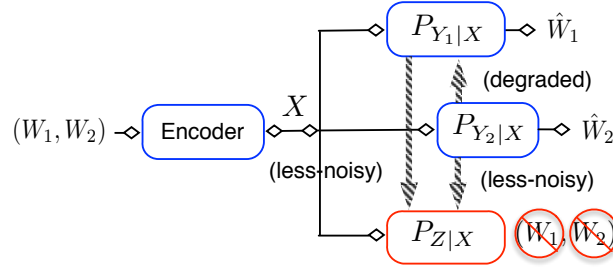 P_{Y_1|X} Ŵ_1
(degraded)
X
(W_1, W_2) Encoder P_{Y_2|X} Ŵ_2
(less-noisy) (less-noisy)
P_{Z|X} (W_1, W_2)